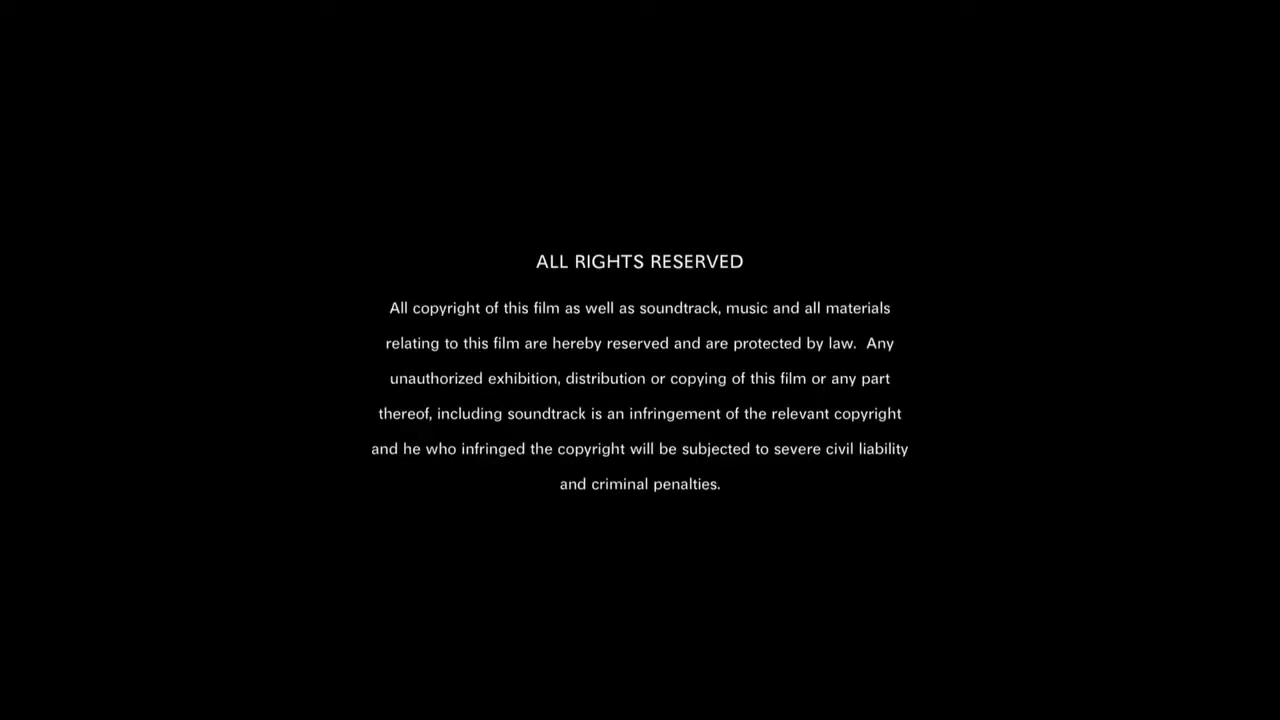 ALL RIGHTS RESERVED
All copyright of this film as well as soundtrack, music and all materials
relating to this film are hereby reserved and are protected by law.  Any
unauthorized exhibition, distribution or copying of this film or any part
thereof, including soundtrack is an infringement of the relevant copyright
and he who infringed the copyright will be subjected to severe civil liability
and criminal penalties.